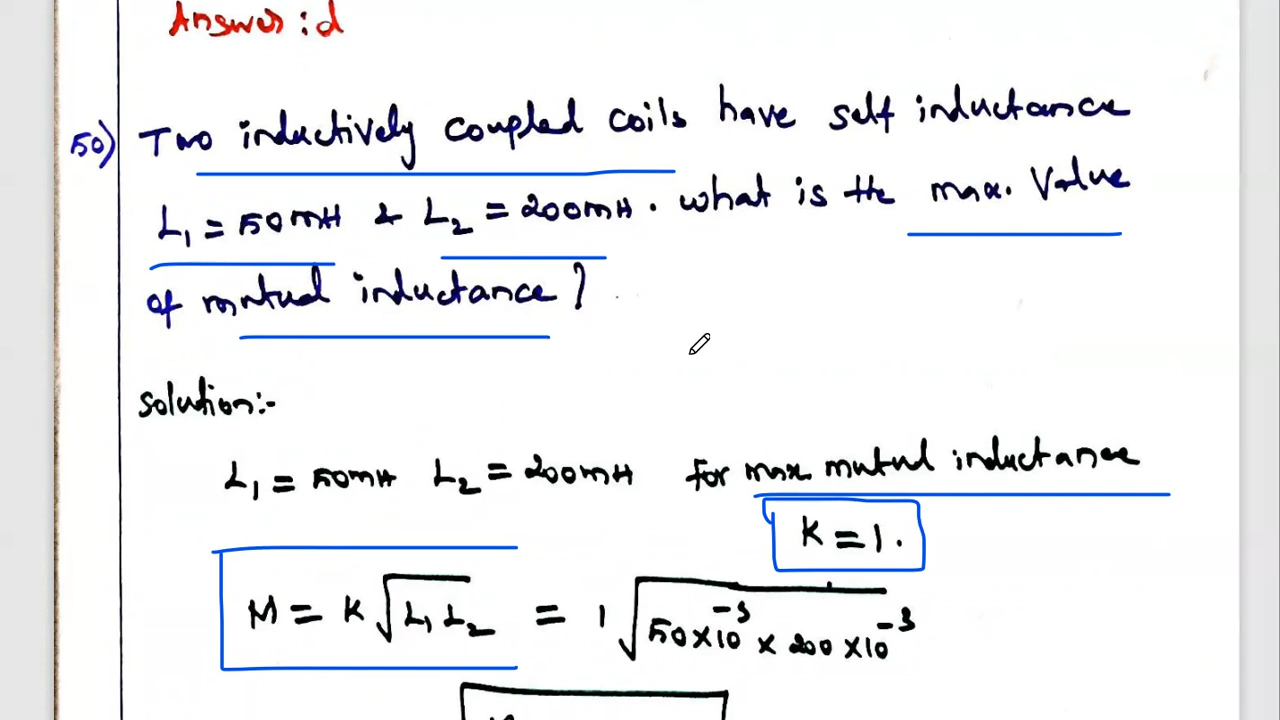 Answer : d
50) Two inductively coupled coils have self inductance
L₁ = 50mH & L₂ = 200mH. what is the max. value
of mutual inductance?
Solution:-
L₁ = 50mH L₂ = 200mH for max mutual inductance
K = 1.
M = K√L₁L₂ = 1√50×10⁻³ × 200×10⁻³